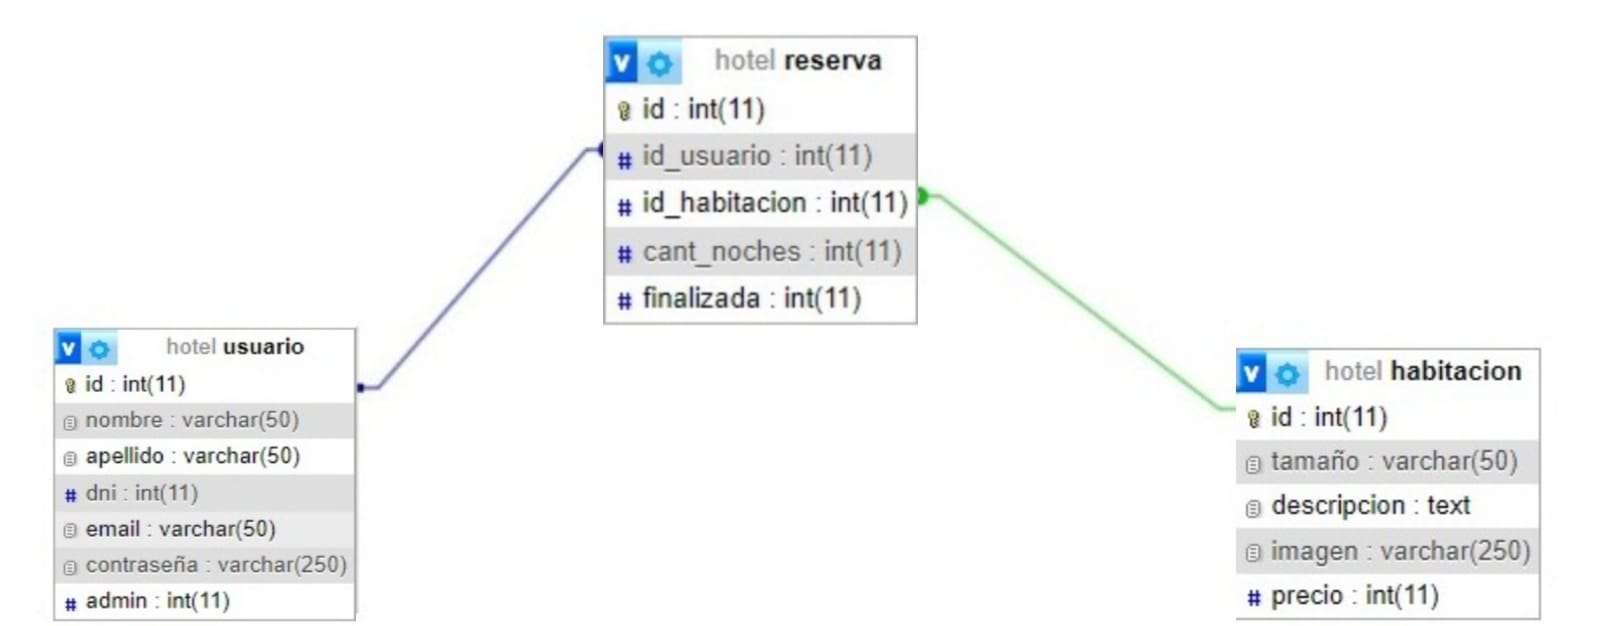 v hotel reserva
id : int(11)
# id_usuario : int(11)
# id_habitacion : int(11)
# cant_noches : int(11)
# finalizada : int(11)
v hotel usuario
id : int(11)
nombre : varchar(50)
apellido : varchar(50)
# dni : int(11)
email : varchar(50)
contraseña : varchar(250)
# admin : int(11)
v hotel habitacion
id : int(11)
tamaño : varchar(50)
descripcion : text
imagen : varchar(250)
# precio : int(11)